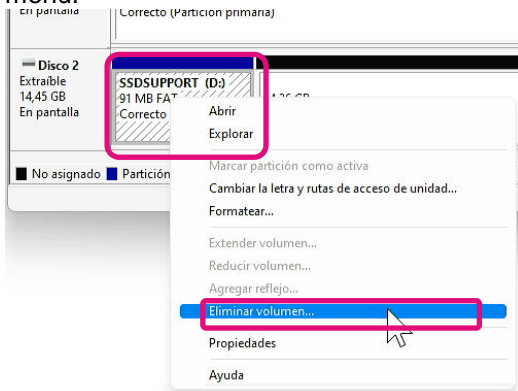 menú.
En pantalla
Correcto (Partición primaria)
Disco 2
Extraíble
14,45 GB
En pantalla
SSDSUPPORT (D:)
91 MB FAT
Correcto
Abrir
Explorar
Marcar partición como activa
Cambiar la letra y rutas de acceso de unidad...
Formatear...
Extender volumen...
Reducir volumen...
Agregar reflejo...
Eliminar volumen...
Propiedades
Ayuda
No asignado
Partición